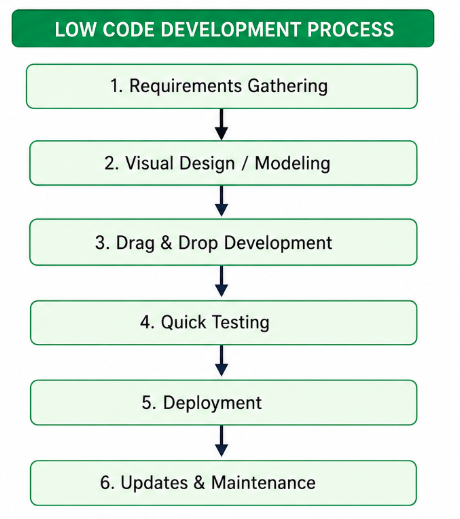 LOW CODE DEVELOPMENT PROCESS
1. Requirements Gathering
2. Visual Design / Modeling
3. Drag & Drop Development
4. Quick Testing
5. Deployment
6. Updates & Maintenance